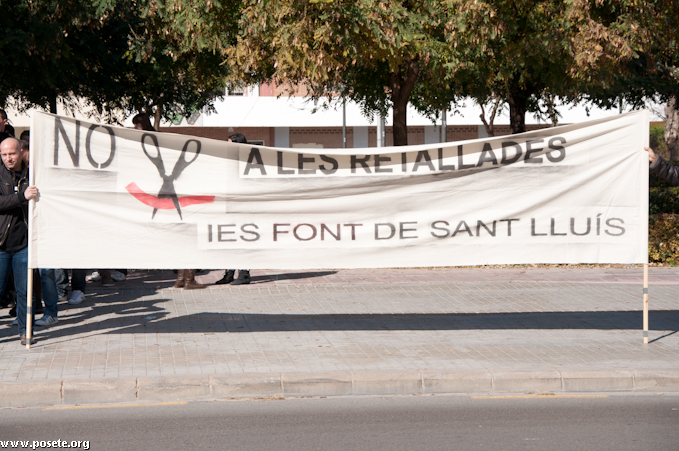 NO A LES RETALLADES
IES FONT DE SANT LLUÍS
www.posete.org